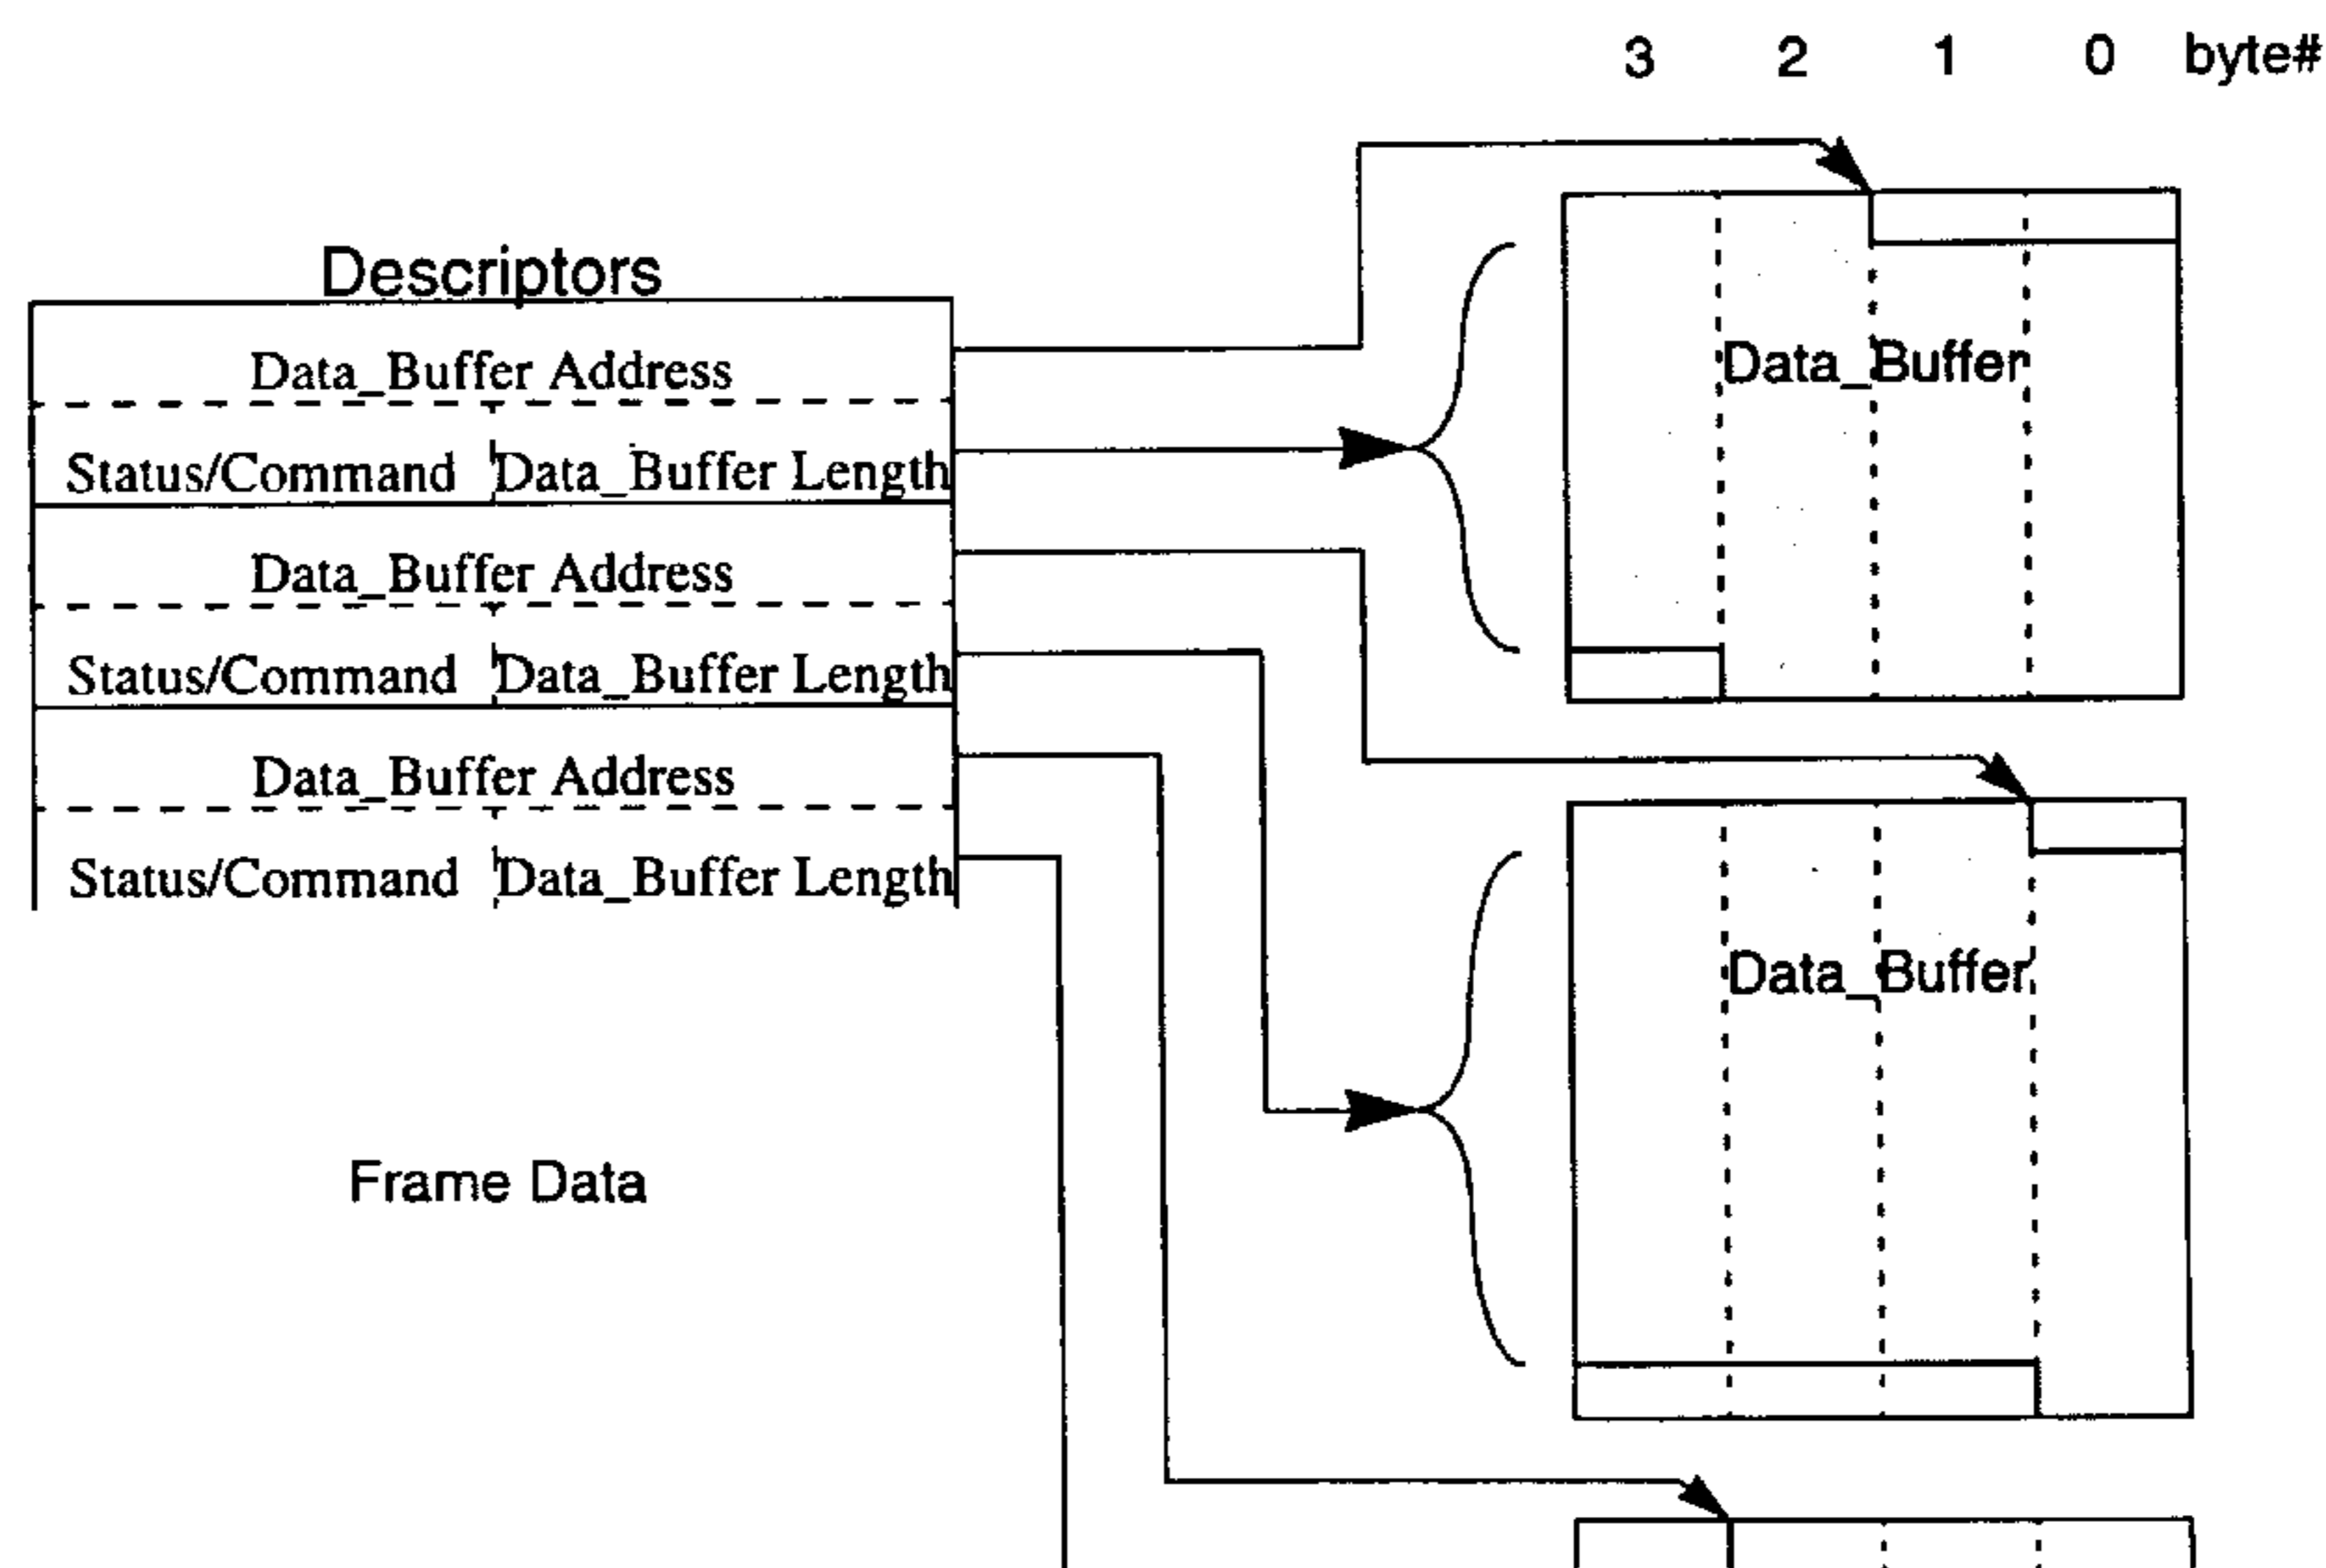 3 2 1 0 byte#
Descriptors
Data_Buffer Address
Status/Command Data_Buffer Length
Data_Buffer Address
Status/Command Data_Buffer Length
Data_Buffer Address
Status/Command Data_Buffer Length
Frame Data
Data_Buffer
Data_Buffer